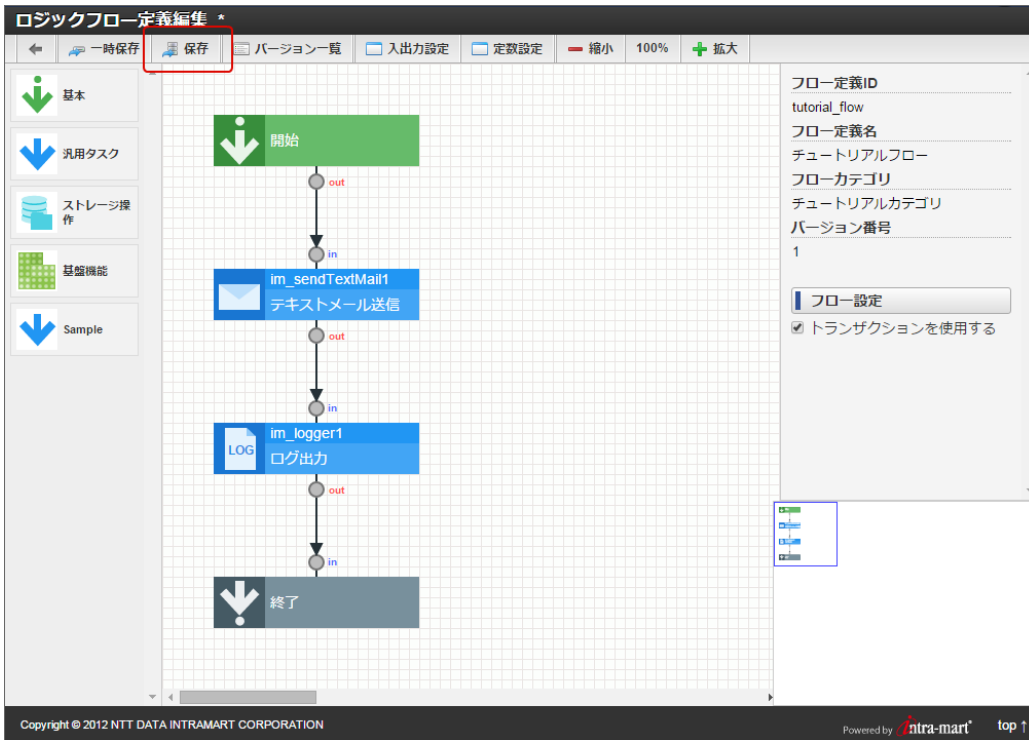 ロジックフロー定義編集 *
一時保存 保存 バージョン一覧 入出力設定 定数設定 縮小 100% 拡大
基本
汎用タスク
ストレージ操
作
基盤機能
Sample
開始
out
in
im_sendTextMail1
テキストメール送信
out
in
LOG
im_logger1
ログ出力
out
in
終了
フロー定義ID
tutorial_flow
フロー定義名
チュートリアルフロー
フローカテゴリ
チュートリアルカテゴリ
バージョン番号
1
フロー設定
トランザクションを使用する
Copyright © 2012 NTT DATA INTRAMART CORPORATION
Powered by intra-mart
top ↑